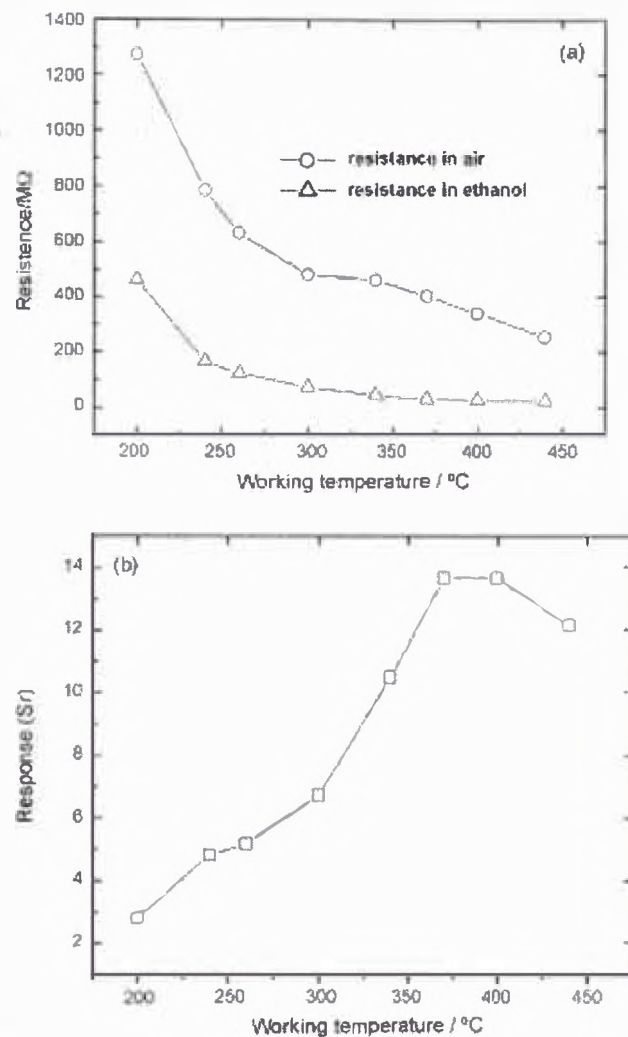 1400
(a)
1200
1000
800
600
400
200
0
Resistence/MΩ
resistance in air
resistance in ethanol
200 250 300 350 400 450
Working temperature / ºC
(b)
14
12
10
8
6
4
2
Response (Sr)
200 250 300 350 400 450
Working temperature / ºC